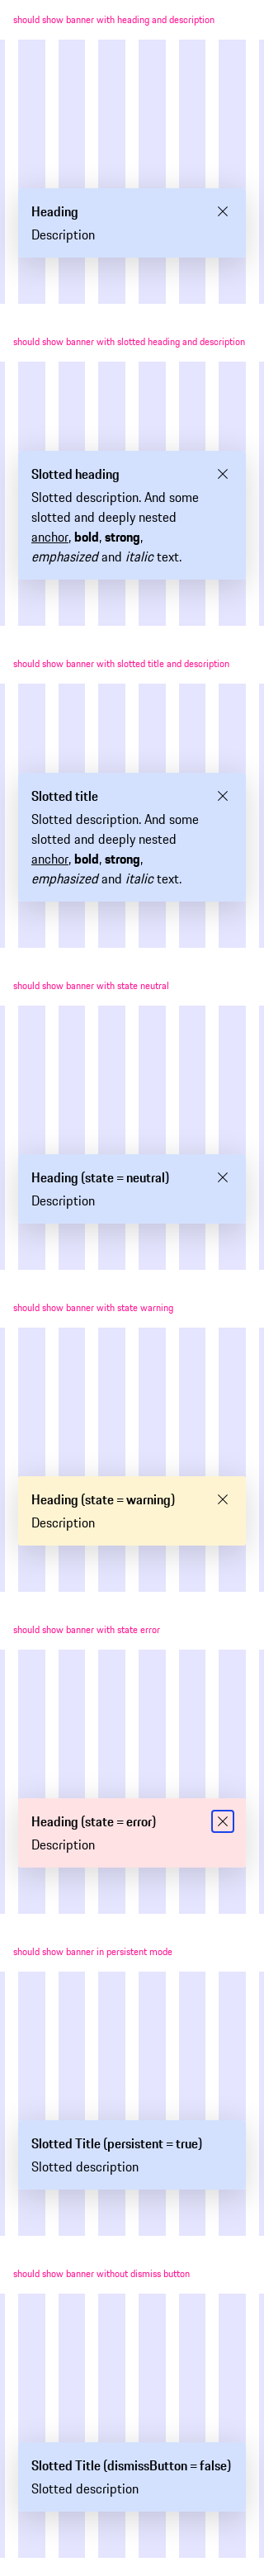 should show banner with heading and description
Heading
Description
should show banner with slotted heading and description
Slotted heading
Slotted description. And some
slotted and deeply nested
anchor, bold, strong,
emphasized and italic text.
should show banner with slotted title and description
Slotted title
Slotted description. And some
slotted and deeply nested
anchor, bold, strong,
emphasized and italic text.
should show banner with state neutral
Heading (state = neutral)
Description
should show banner with state warning
Heading (state = warning)
Description
should show banner with state error
Heading (state = error)
Description
should show banner in persistent mode
Slotted Title (persistent = true)
Slotted description
should show banner without dismiss button
Slotted Title (dismissButton = false)
Slotted description